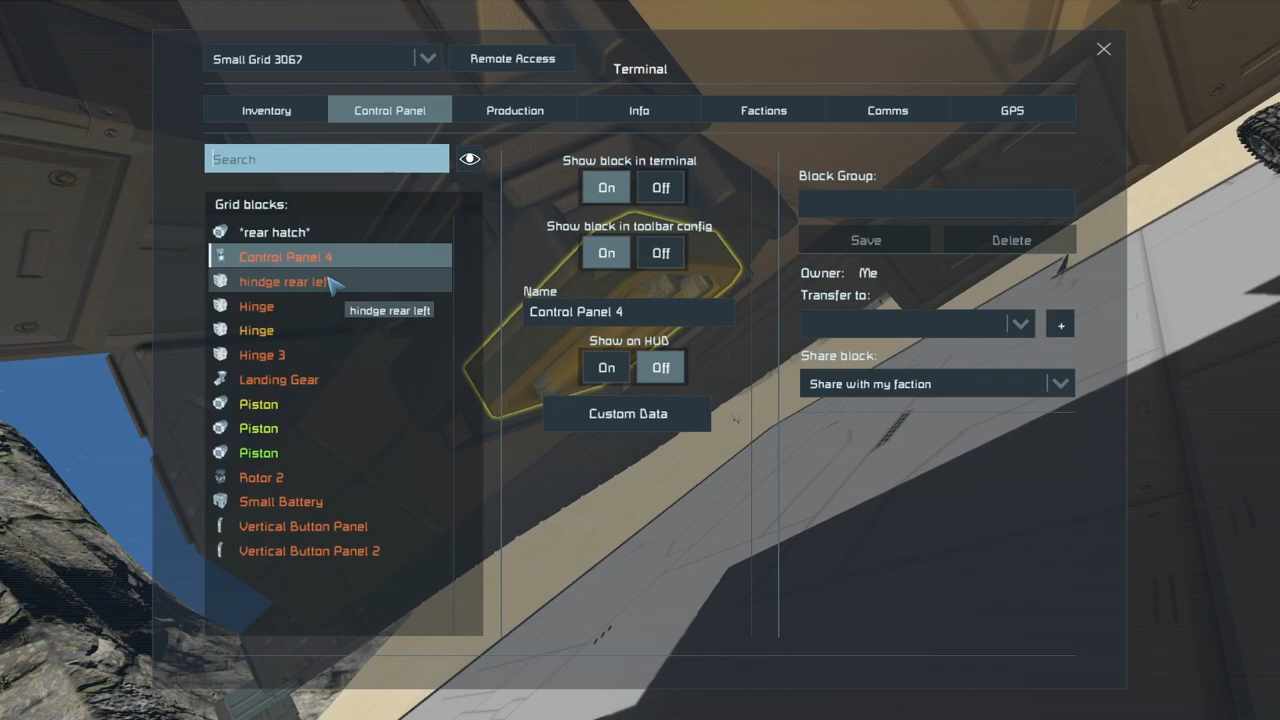 Small Grid 3067
Remote Access
Terminal
Inventory
Control Panel
Production
Info
Factions
Comms
GPS
Search
Grid blocks:
*rear hatch*
Control Panel 4
hindge rear lef
hindge rear left
Hinge
Hinge
Hinge 3
Landing Gear
Piston
Piston
Piston
Rotor 2
Small Battery
Vertical Button Panel
Vertical Button Panel 2
Show block in terminal
On Off
Show block in toolbar config
On Off
Name
Control Panel 4
Show on HUD
On Off
Custom Data
Block Group:
Save Delete
Owner: Me
Transfer to:
+
Share block:
Share with my faction